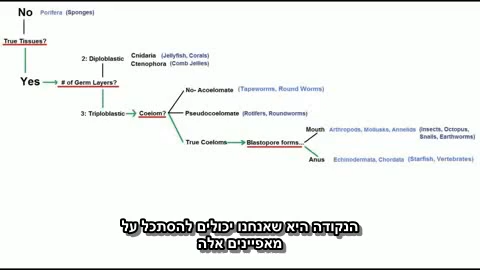 No Porifera (Sponges)
True Tissues?
Yes
# of Germ Layers?
2: Diploblastic
Cnidaria (Jellyfish, Corals)
Ctenophora (Comb Jellies)
3: Triploblastic
Coelom?
No- Acoelomate (Tapeworms, Round Worms)
Pseudocoelomate (Rotifers, Roundworms)
True Coeloms
Blastopore forms...
Mouth Arthropods, Mollusks, Annelids (Insects, Octopus,
Snails, Earthworms)
Anus Echinodermata, Chordata (Starfish, Vertebrates)
הנקודה היא שאנחנו יכולים להסתכל על
מאפיינים אלה